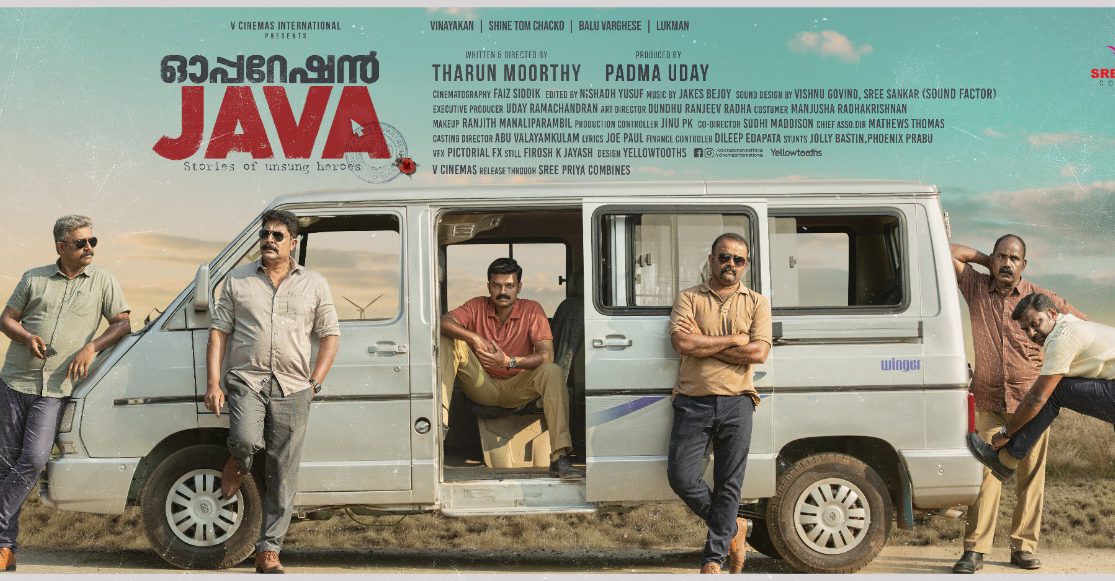 V CINEMAS INTERNATIONAL
PRESENTS
ഓപ്പറേഷൻ
JAVA
Stories of unsung heroes
VINAYAKAN | SHINE TOM CHACKO | BALU VARGHESE | LUKMAN
WRITTEN & DIRECTED BY
THARUN MOORTHY
PRODUCED BY
PADMA UDAY
CINEMATOGRAPHY FAIZ SIDDIK EDITED BY NISHADH YUSUF MUSIC BY JAKES BEJOY SOUND DESIGN BY VISHNU GOVIND, SREE SANKAR (SOUND FACTOR)
EXECUTIVE PRODUCER UDAY RAMACHANDRAN ART DIRECTOR DUNDHU RANJEEV RADHA COSTUMER MANJUSHA RADHAKRISHNAN
MAKEUP RANJITH MANALIPARAMBIL PRODUCTION CONTROLER JINU PK CO-DIRECTOR SUDHI MADDISON CHIEF ASSO.DIR MATHEWS THOMAS
CASTING DIRECTOR ABU VALAYAMKULAM LYRICS JOE PAUL FINANCE CONTROLER DILEEP EDAPATA STUNTS JOLLY BASTIN,PHOENIX PRABU
VFX PICTORIAL FX STILL FIROSH K JAYASH DESIGN YELLOWTOOTHS Yellowtooths
V CINEMAS RELEASE THROUGH SREE PRIYA COMBINES
SRE
CO
winger